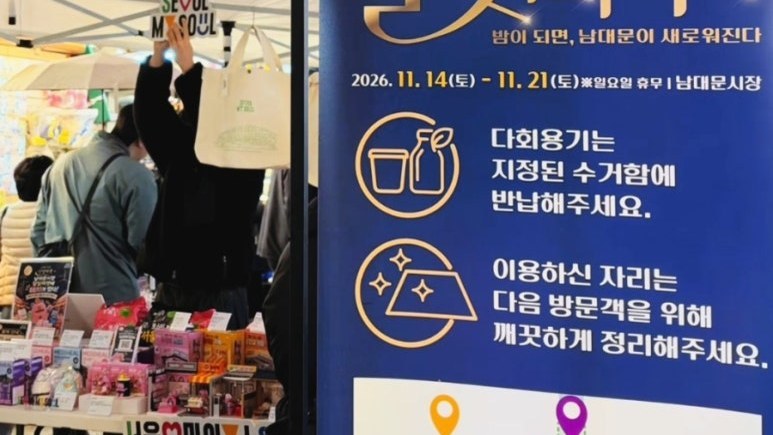 SEOUL
MY SOUL
밤이 되면, 남대문이 새로워진다
2026. 11. 14(토) - 11. 21(토) ※일요일 휴무 | 남대문시장
다회용기는
지정된 수거함에
반납해주세요.
이용하신 자리는
다음 방문객을 위해
깨끗하게 정리해주세요.